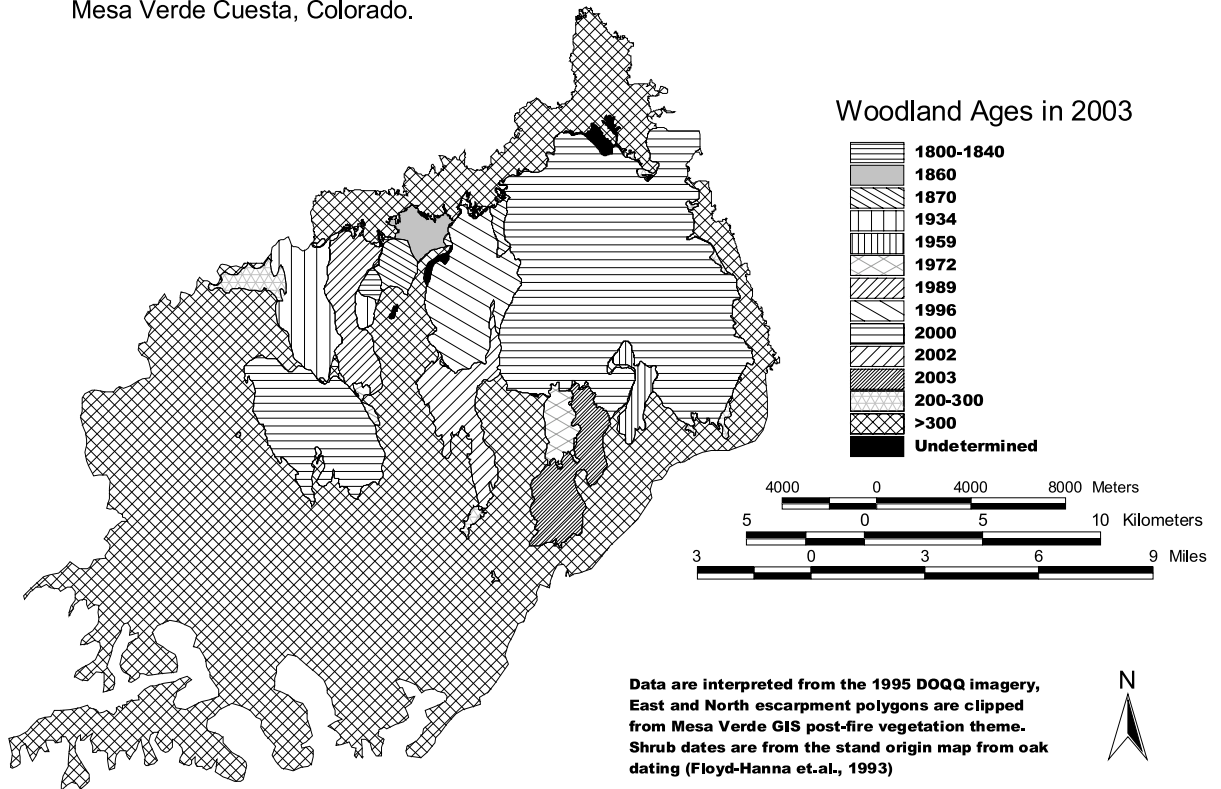 Mesa Verde Cuesta, Colorado.
Woodland Ages in 2003
1800-1840
1860
1870
1934
1959
1972
1989
1996
2000
2002
2003
200-300
>300
Undetermined
4000 0 4000 8000 Meters
5 0 5 10 Kilometers
3 0 3 6 9 Miles
Data are interpreted from the 1995 DOQQ imagery,
East and North escarpment polygons are clipped
from Mesa Verde GIS post-fire vegetation theme.
Shrub dates are from the stand origin map from oak
dating (Floyd-Hanna et.al., 1993)
N